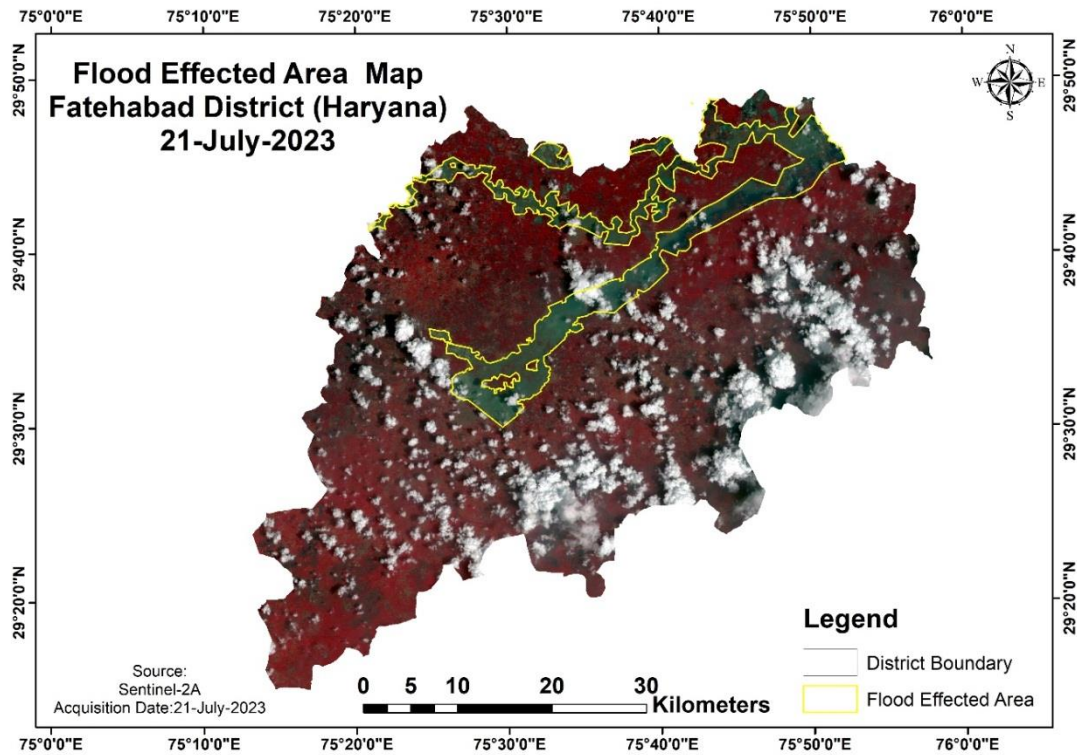 75°0'0"E 75°10'0"E 75°20'0"E 75°30'0"E 75°40'0"E 75°50'0"E 76°0'0"E
Flood Effected Area Map
Fatehabad District (Haryana)
21-July-2023
N
W E
S
29°50'0"N 29°50'0"N
29°40'0"N 29°40'0"N
29°30'0"N 29°30'0"N
29°20'0"N 29°20'0"N
Legend
District Boundary
Flood Effected Area
Source:
Sentinel-2A
Acquisition Date:21-July-2023
0 5 10 20 30
Kilometers
75°0'0"E 75°10'0"E 75°20'0"E 75°30'0"E 75°40'0"E 75°50'0"E 76°0'0"E